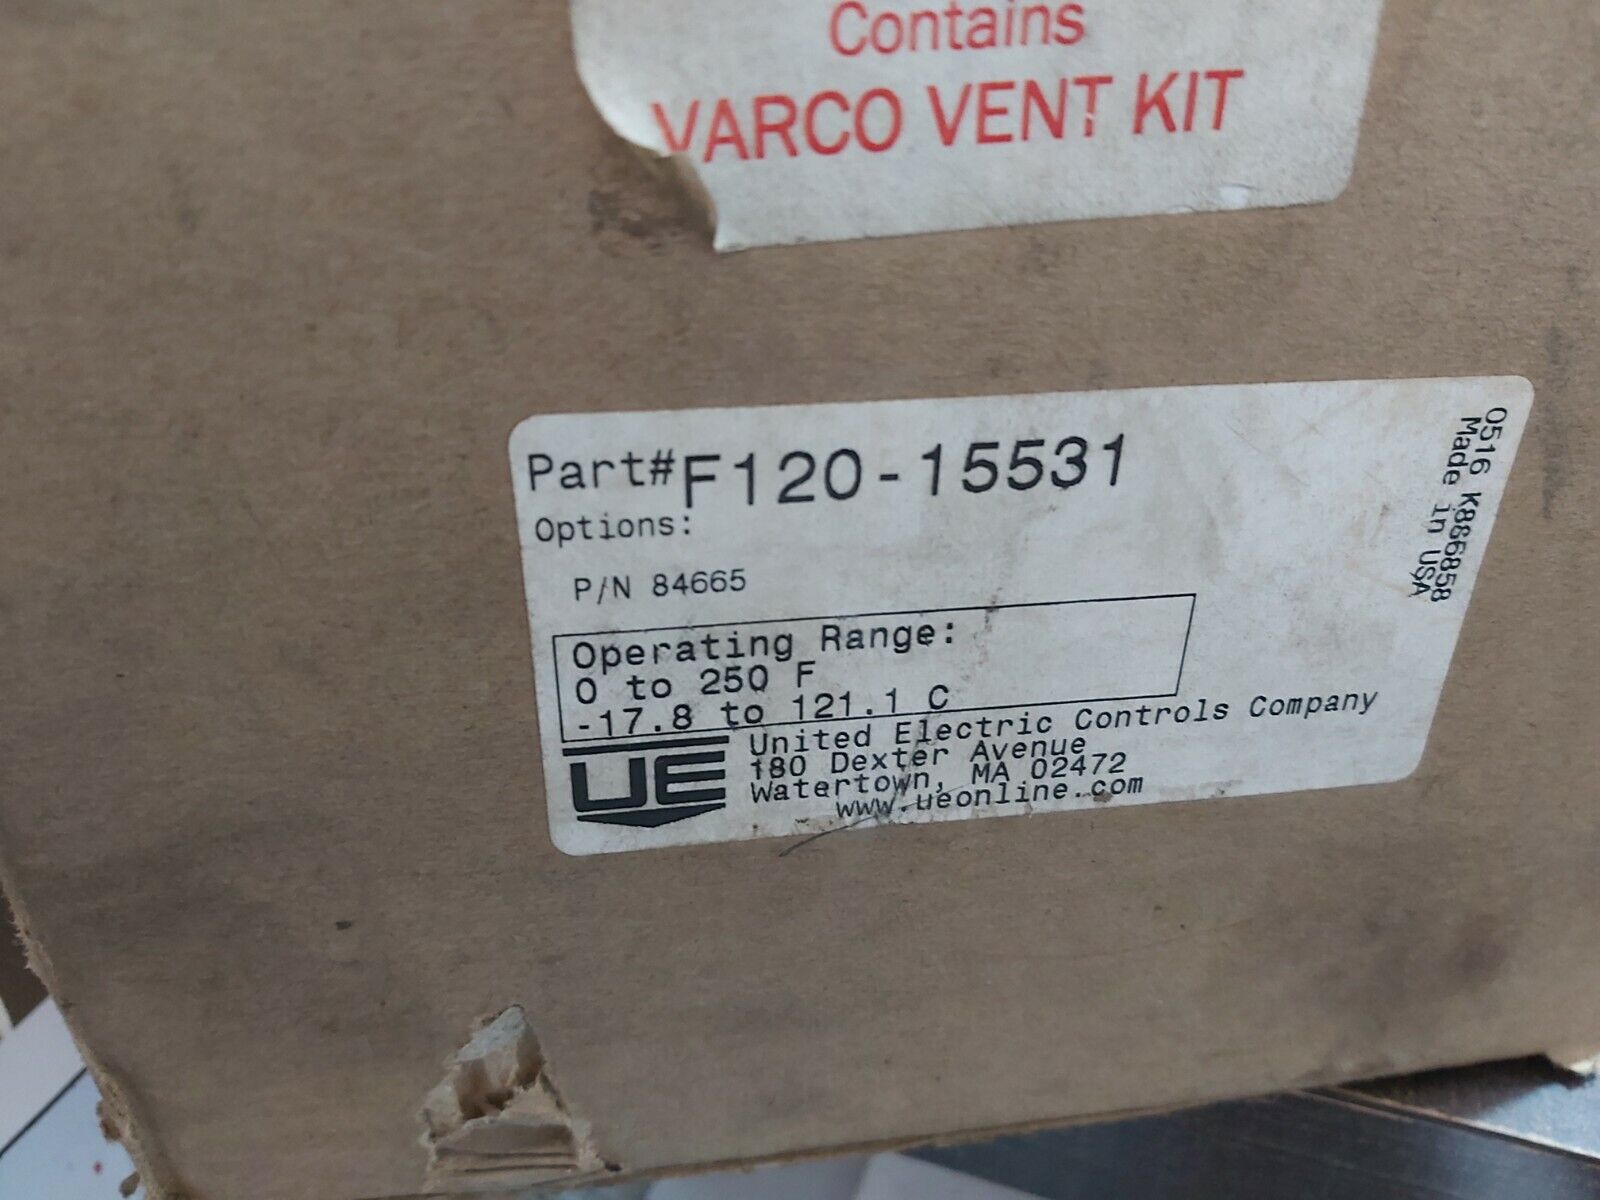 Contains
VARCO VENT KIT
Part# F120-15531
Options:
P/N 84665
Operating Range:
0 to 250 F
-17.8 to 121.1 C
UE
United Electric Controls Company
180 Dexter Avenue
Watertown, MA 02472
www.ueonline.com
0516 K866858
Made in USA